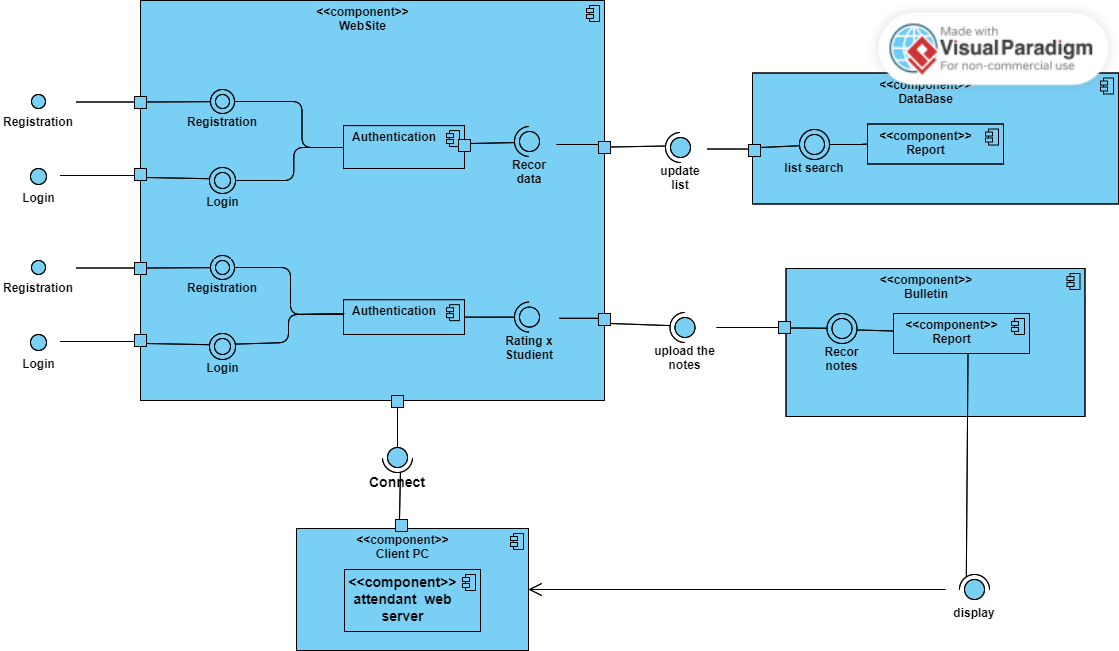 <<component>>
WebSite
Made with
Visual Paradigm
For non-commercial use
<<component>>
DataBase
Registration
Registration
Authentication
<<component>>
Report
Recor
data
update
list
list search
Login
Login
<<component>>
Bulletin
Registration
Registration
Authentication
<<component>>
Report
Rating x
Studient
upload the
notes
Recor
notes
Login
Login
Connect
<<component>>
Client PC
<<component>>
attendant web
server
display